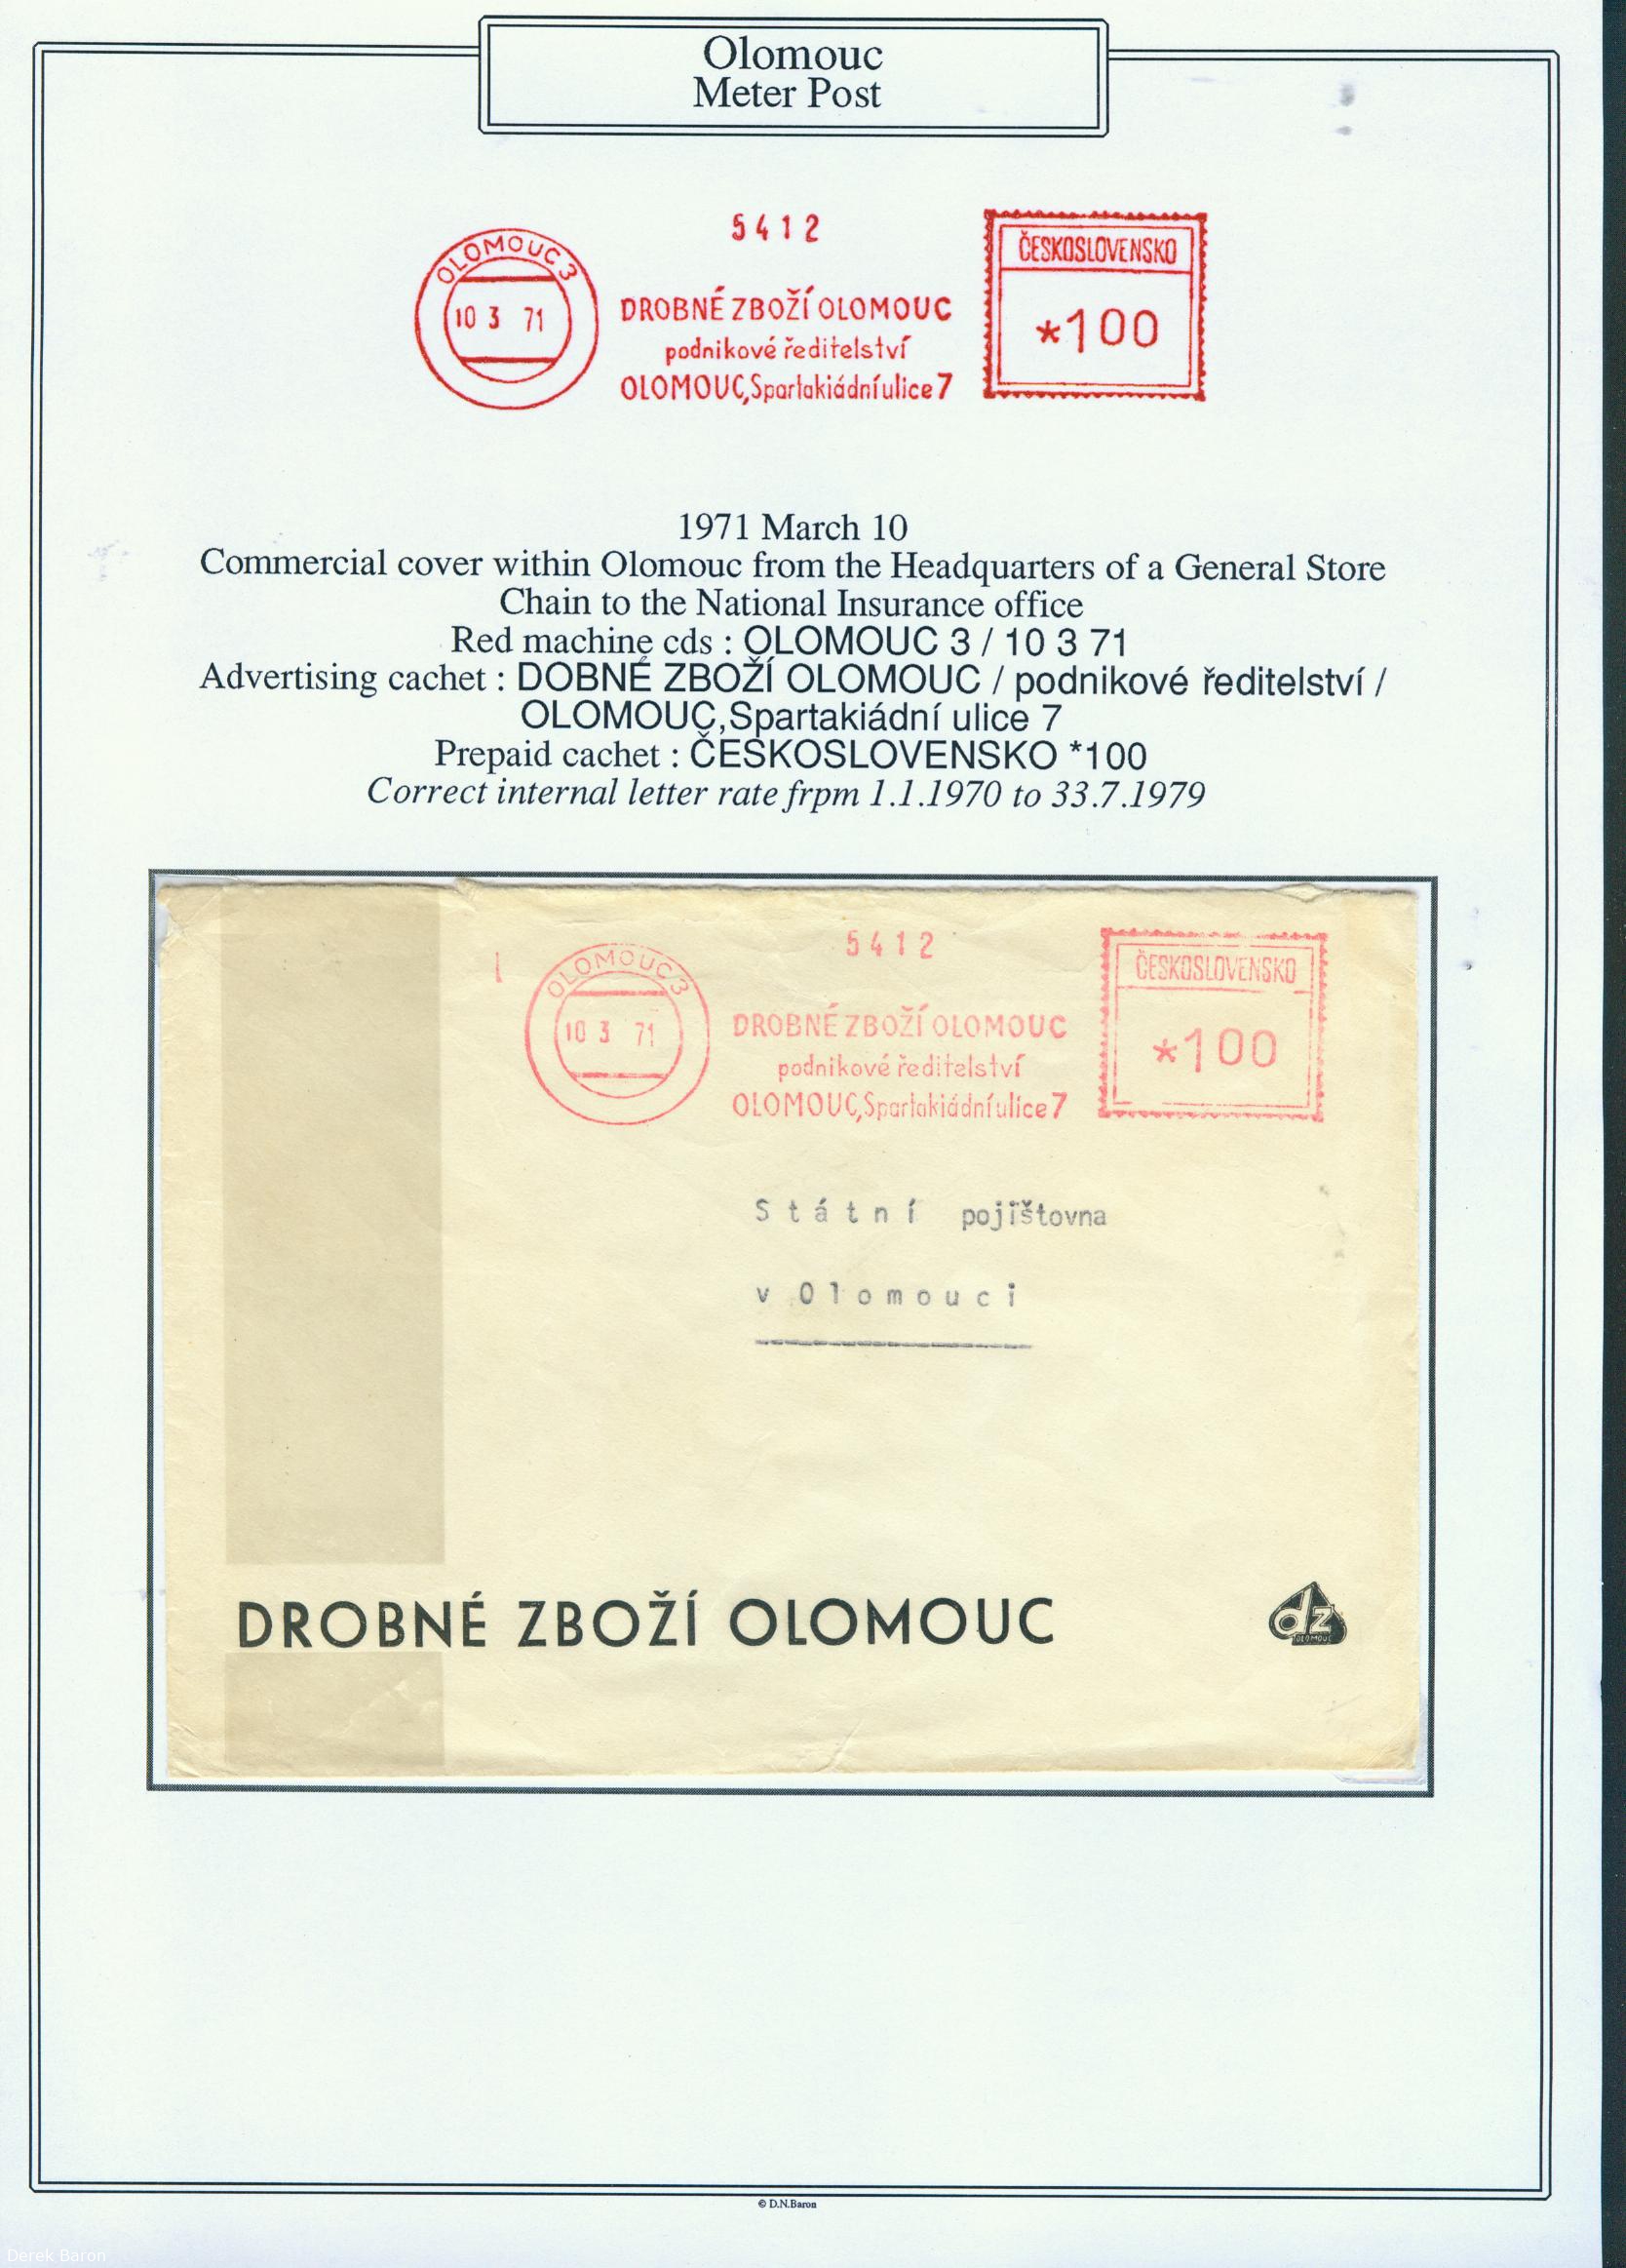 Olomouc
Meter Post
5412
OLOMOUC 3
10 3 71
DROBNÉ ZBOŽÍ OLOMOUC
podnikové ředitelství
OLOMOUC,Spartakiádní ulice 7
ČESKOSLOVENSKO
*100
1971 March 10
Commercial cover within Olomouc from the Headquarters of a General Store
Chain to the National Insurance office
Red machine cds : OLOMOUC 3 / 10 3 71
Advertising cachet : DOBNÉ ZBOŽÍ OLOMOUC / podnikové ředitelství /
OLOMOUC,Spartakiádní ulice 7
Prepaid cachet : ČESKOSLOVENSKO *100
Correct internal letter rate frpm 1.1.1970 to 33.7.1979
5412
OLOMOUC 3
10 3 71
DROBNÉ ZBOŽÍ OLOMOUC
podnikové ředitelství
OLOMOUC,Spartakiádní ulice 7
ČESKOSLOVENSKO
*100
Státní pojišťovna
v Olomouci
DROBNÉ ZBOŽÍ OLOMOUC
dz
OLOMOUC
© D.N.Baron
Derek Baron